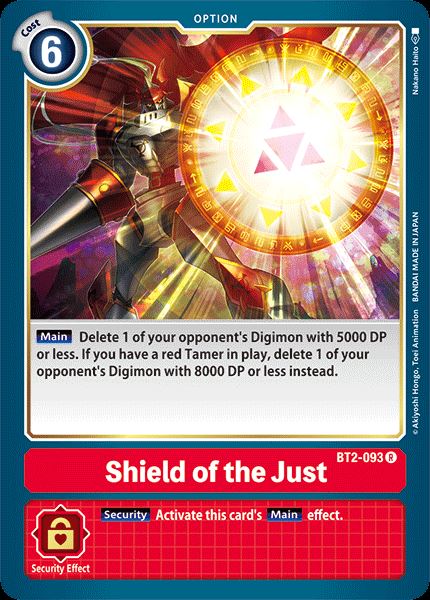 OPTION
Cost
6
Nakano Haito
©Akiyoshi Hongo, Toei Animation BANDAI MADE IN JAPAN
Main Delete 1 of your opponent's Digimon with 5000 DP
or less. If you have a red Tamer in play, delete 1 of your
opponent's Digimon with 8000 DP or less instead.
BT2-093 R
Shield of the Just
Security Activate this card's Main effect.
Security Effect